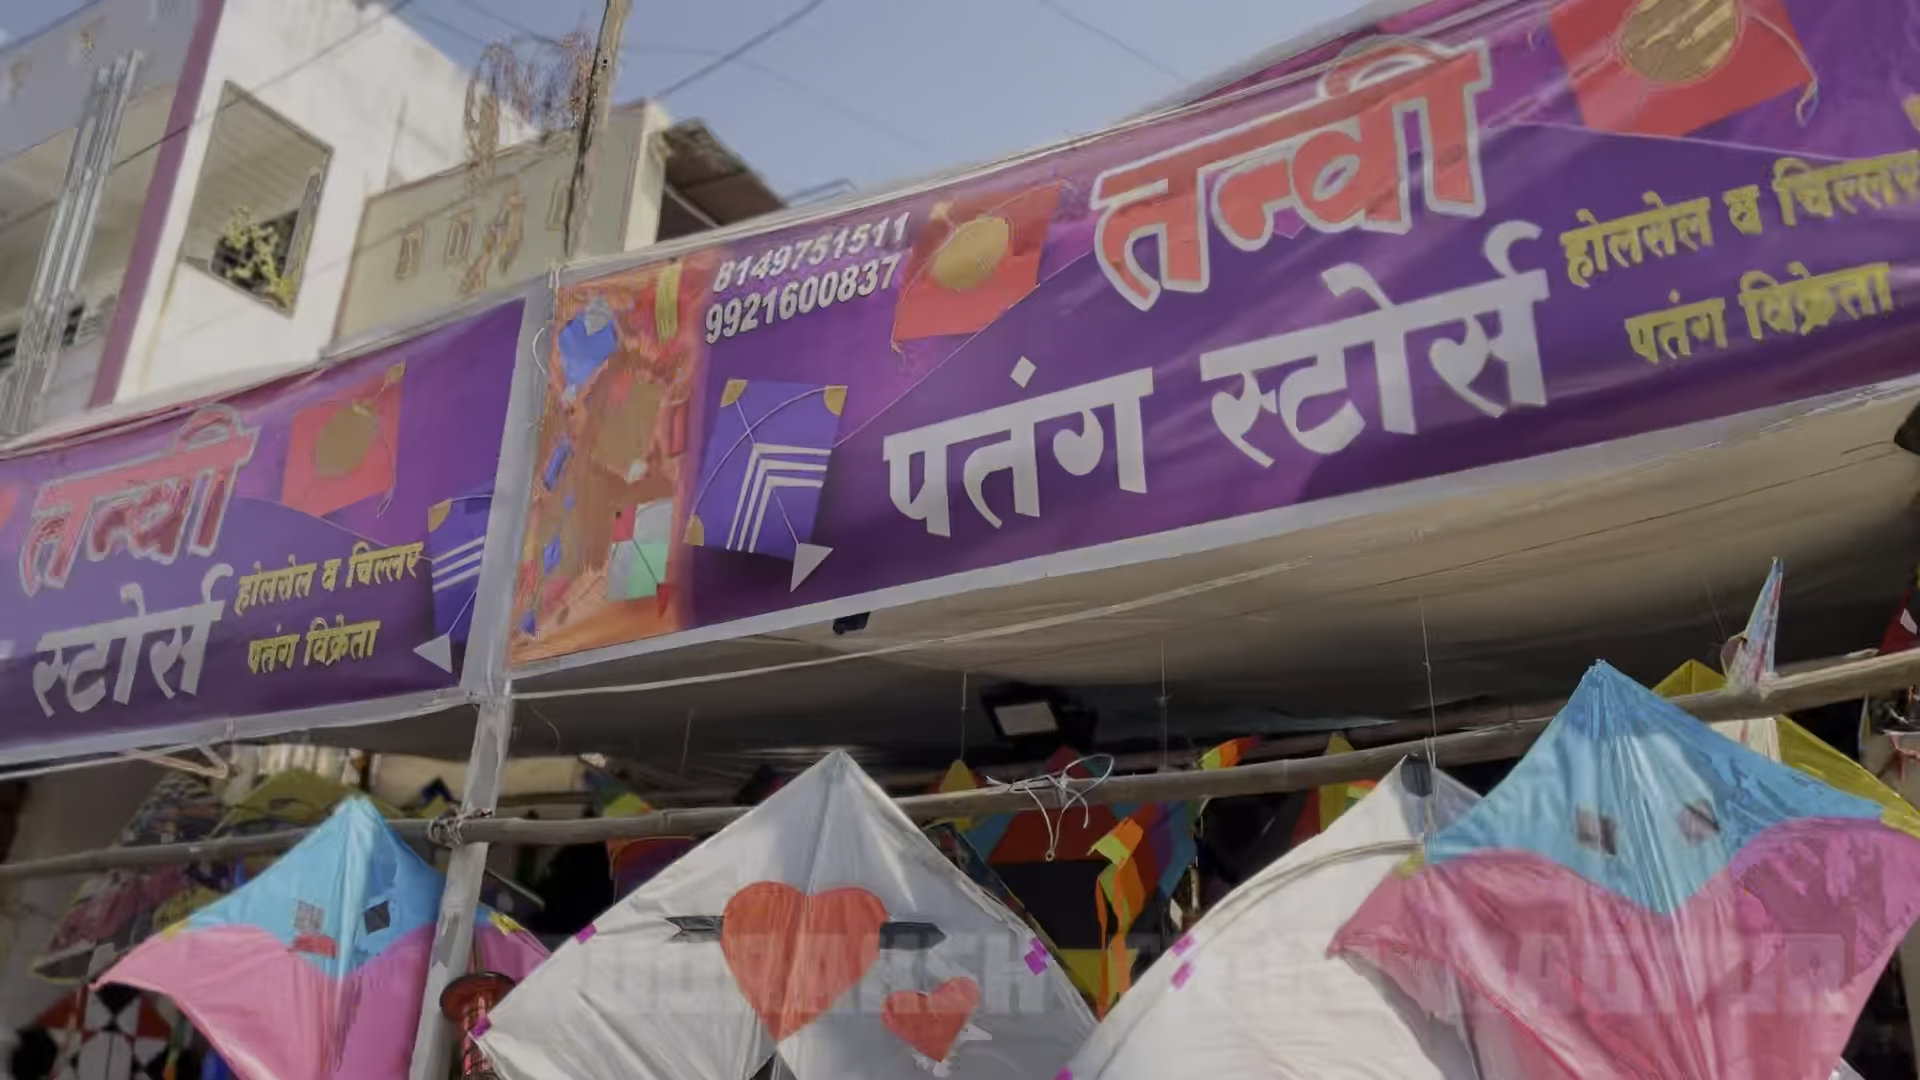 8149751511
9921600837
तन्वी
पतंग स्टोर्स
होलसेल व चिल्लर
पतंग विक्रेता
तन्वी
स्टोर्स
होलसेल व चिल्लर
पतंग विक्रेता